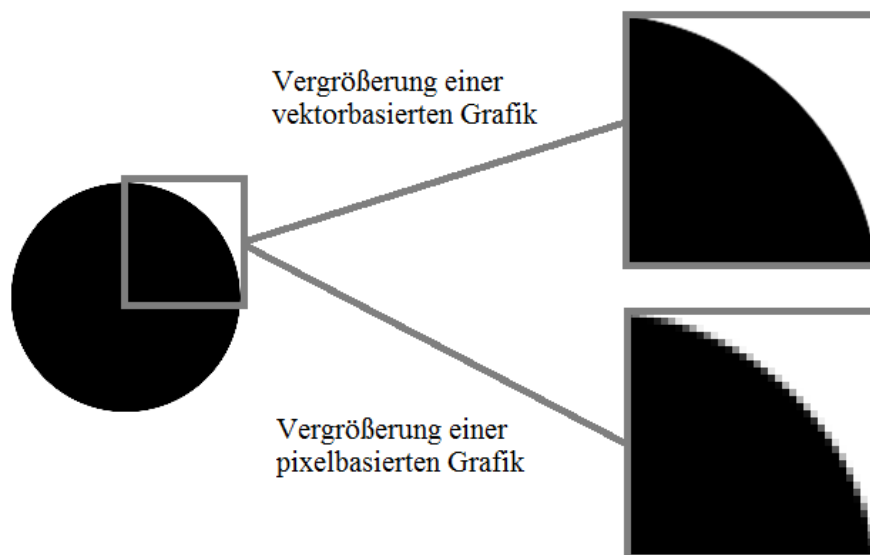 Vergrößerung einer
vektorbasierten Grafik
Vergrößerung einer
pixelbasierten Grafik